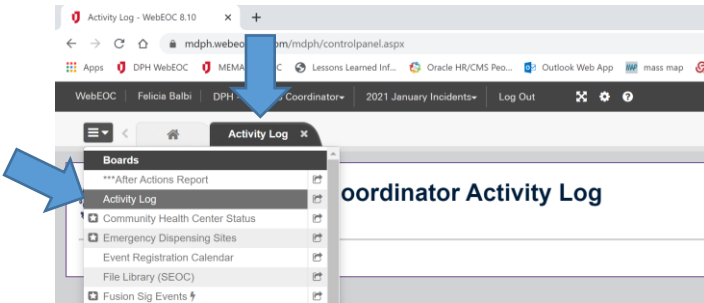 Activity Log - WebEOC 8.10 × +
mdph.webeo com/mdph/controlpanel.aspx
Apps DPH WebEOC MEMA C Lessons Learned Inf... Oracle HR/CMS Peo... Outlook Web App mass map
WebEOC Felicia Balbi DPH Coordinator 2021 January Incidents Log Out
Activity Log ×
Boards
***After Actions Report
Activity Log
Community Health Center Status
Emergency Dispensing Sites
Event Registration Calendar
File Library (SEOC)
Fusion Sig Events
oordinator Activity Log